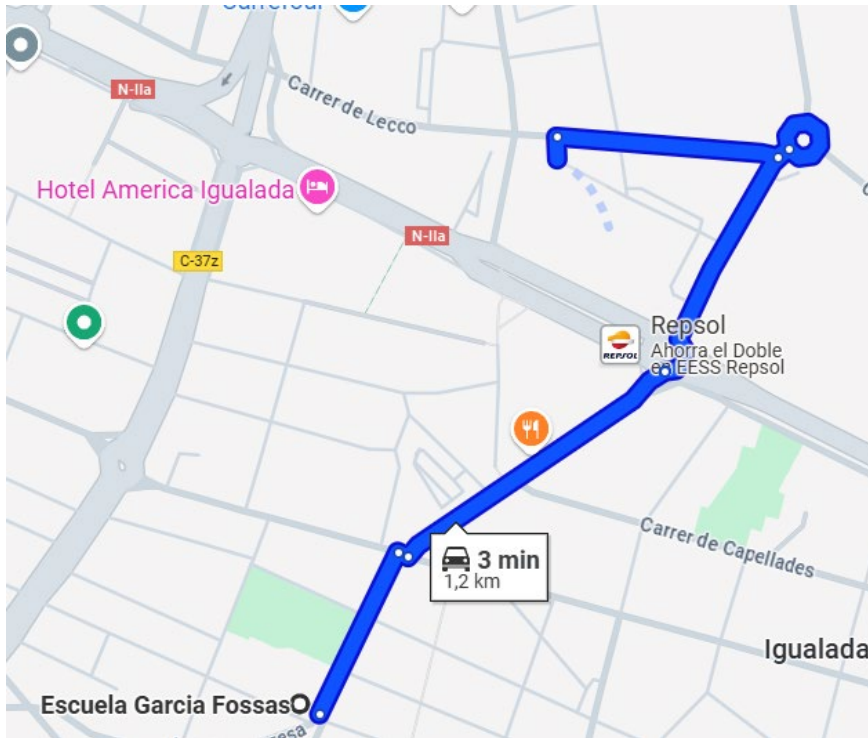 Carrefour
N-IIa
Carrer de Lecco
Hotel America Igualada
N-IIa
C-37z
Repsol
Ahorra el Doble
en EESS Repsol
REPSOL
3 min
1,2 km
Carrer de Capellades
Igualada
Escuela Garcia Fossas